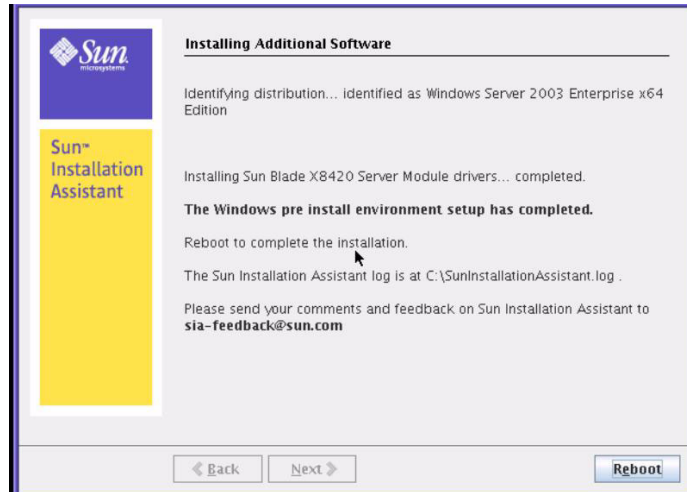 Sun
microsystems
Sun™
Installation
Assistant
Installing Additional Software
Identifying distribution... identified as Windows Server 2003 Enterprise x64
Edition
Installing Sun Blade X8420 Server Module drivers... completed.
The Windows pre install environment setup has completed.
Reboot to complete the installation.
The Sun Installation Assistant log is at C:\SunInstallationAssistant.log .
Please send your comments and feedback on Sun Installation Assistant to
sia-feedback@sun.com
Back
Next
Reboot